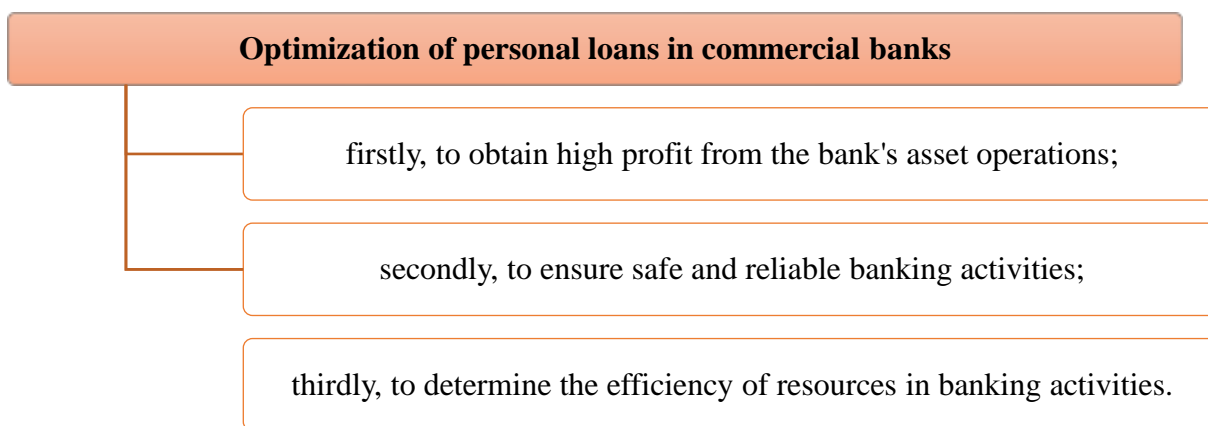 Optimization of personal loans in commercial banks
firstly, to obtain high profit from the bank's asset operations;
secondly, to ensure safe and reliable banking activities;
thirdly, to determine the efficiency of resources in banking activities.